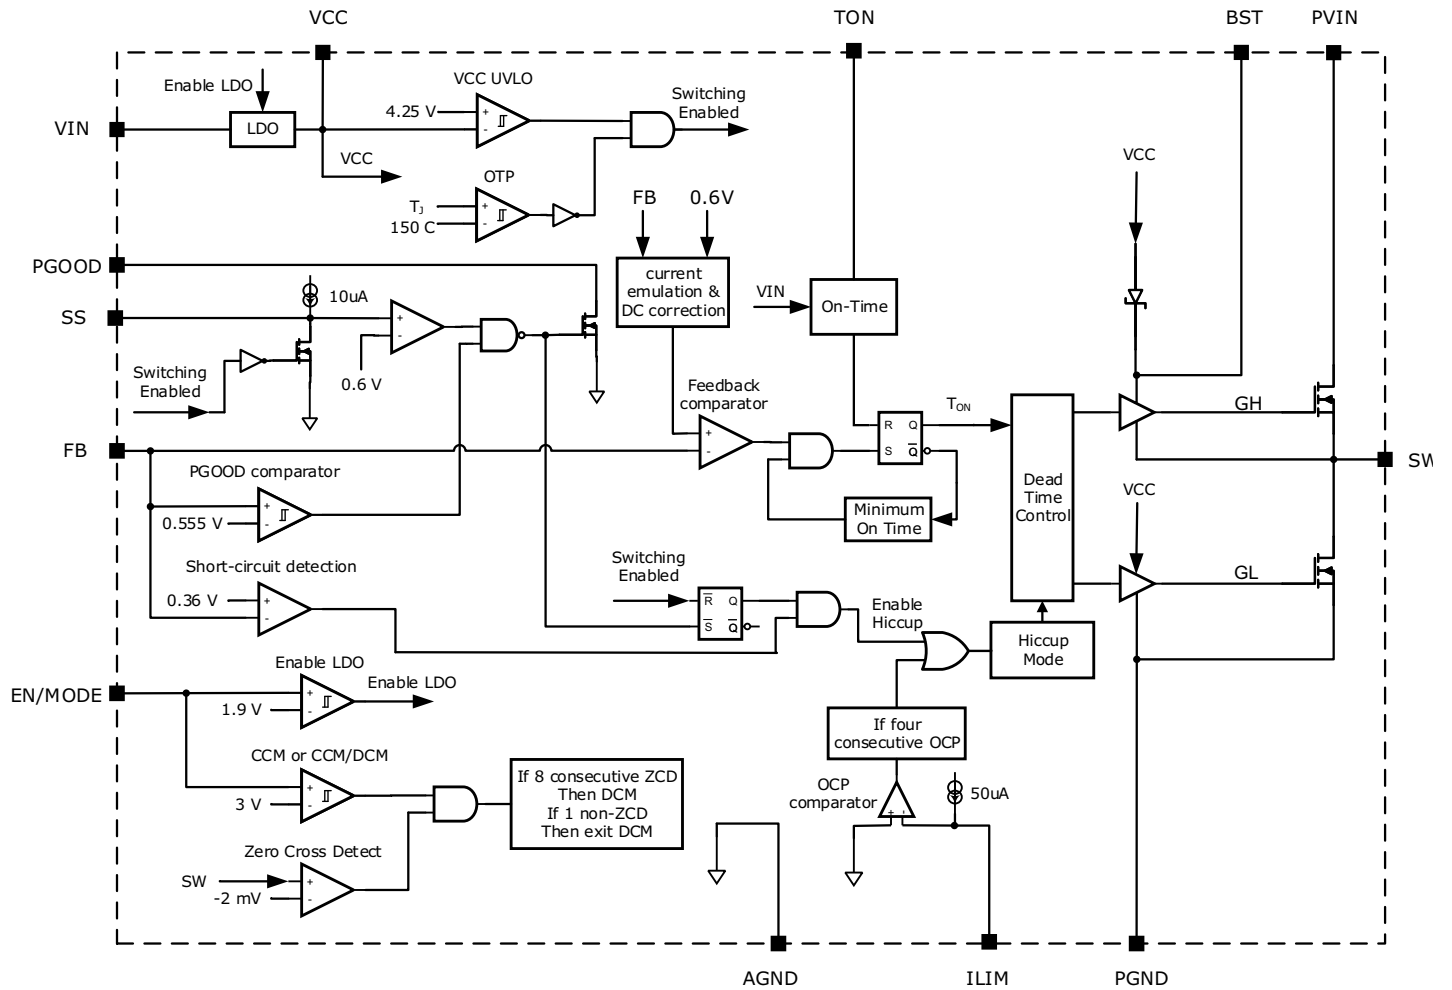 VCC
TON
BST
PVIN
Enable LDO
VCC UVLO
Switching
Enabled
4.25 V
+
-
VIN
LDO
VCC
VCC
OTP
TJ
150 C
+
-
FB
0.6V
PGOOD
current
emulation &
DC correction
VIN
On-Time
10uA
SS
+
-
0.6 V
Switching
Enabled
Feedback
comparator
TON
GH
+
-
R
Q
S
Q
FB
SW
PGOOD comparator
+
-
0.555 V
Minimum
On Time
Dead
Time
Control
VCC
Short-circuit detection
0.36 V
+
-
Switching
Enabled
R
Q
S
Q
Enable
Hiccup
GL
Hiccup
Mode
Enable LDO
Enable LDO
EN/MODE
+
-
1.9 V
If four
consecutive OCP
CCM or CCM/DCM
+
-
3 V
If 8 consecutive ZCD
Then DCM
If 1 non-ZCD
Then exit DCM
OCP
comparator
50uA
+
-
Zero Cross Detect
SW
-2 mV
+
-
AGND
ILIM
PGND